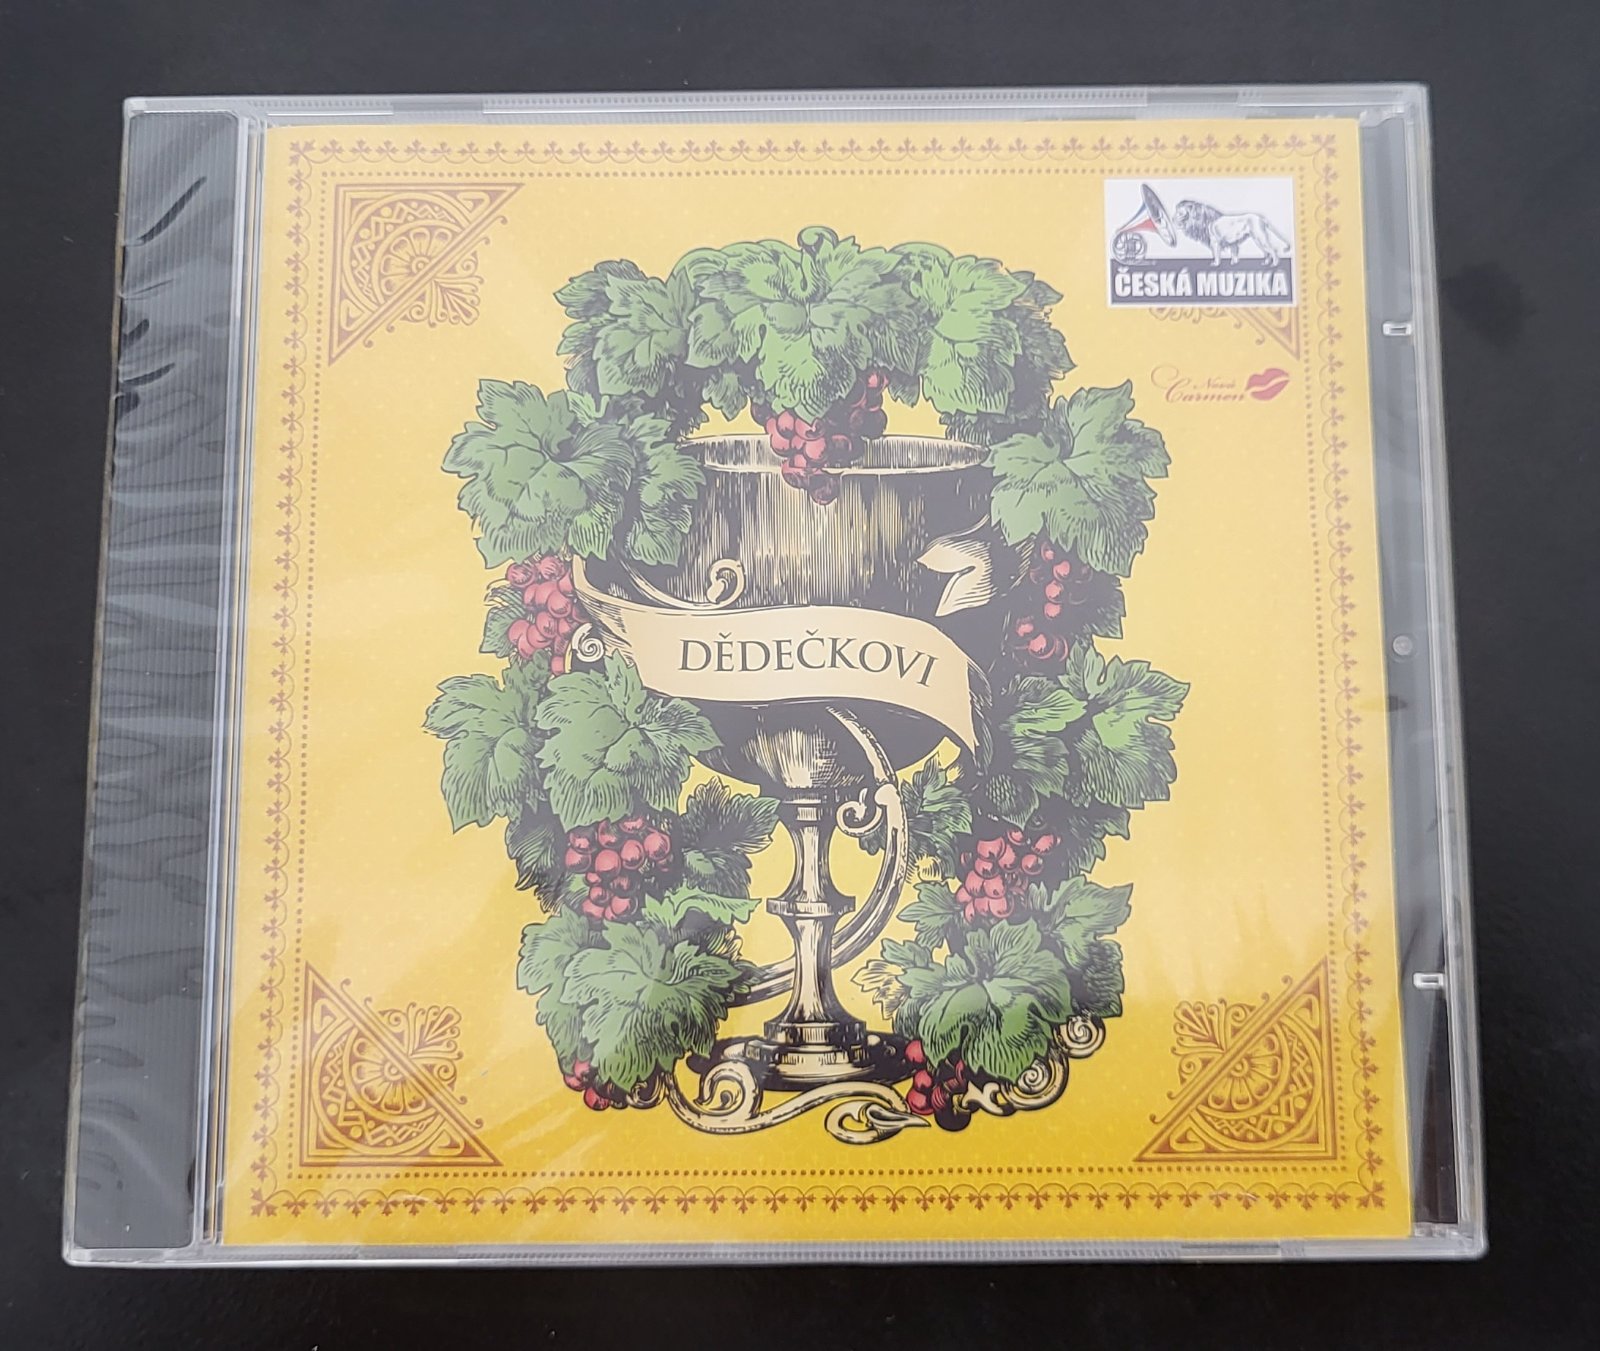 ČESKÁ MUZIKA
Nová
Carmen
DĚDEČKOVI